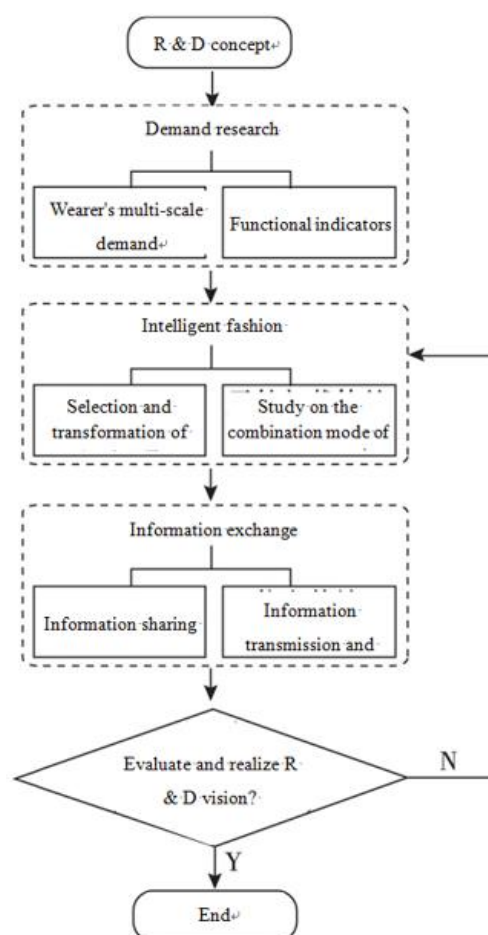 R & D concept
Demand research
Wearer's multi-scale
demand
Functional indicators
Intelligent fashion
Selection and
transformation of
Study on the
combination mode of
Information exchange
Information sharing
Information
transmission and
Evaluate and realize R
& D vision?
N
Y
End